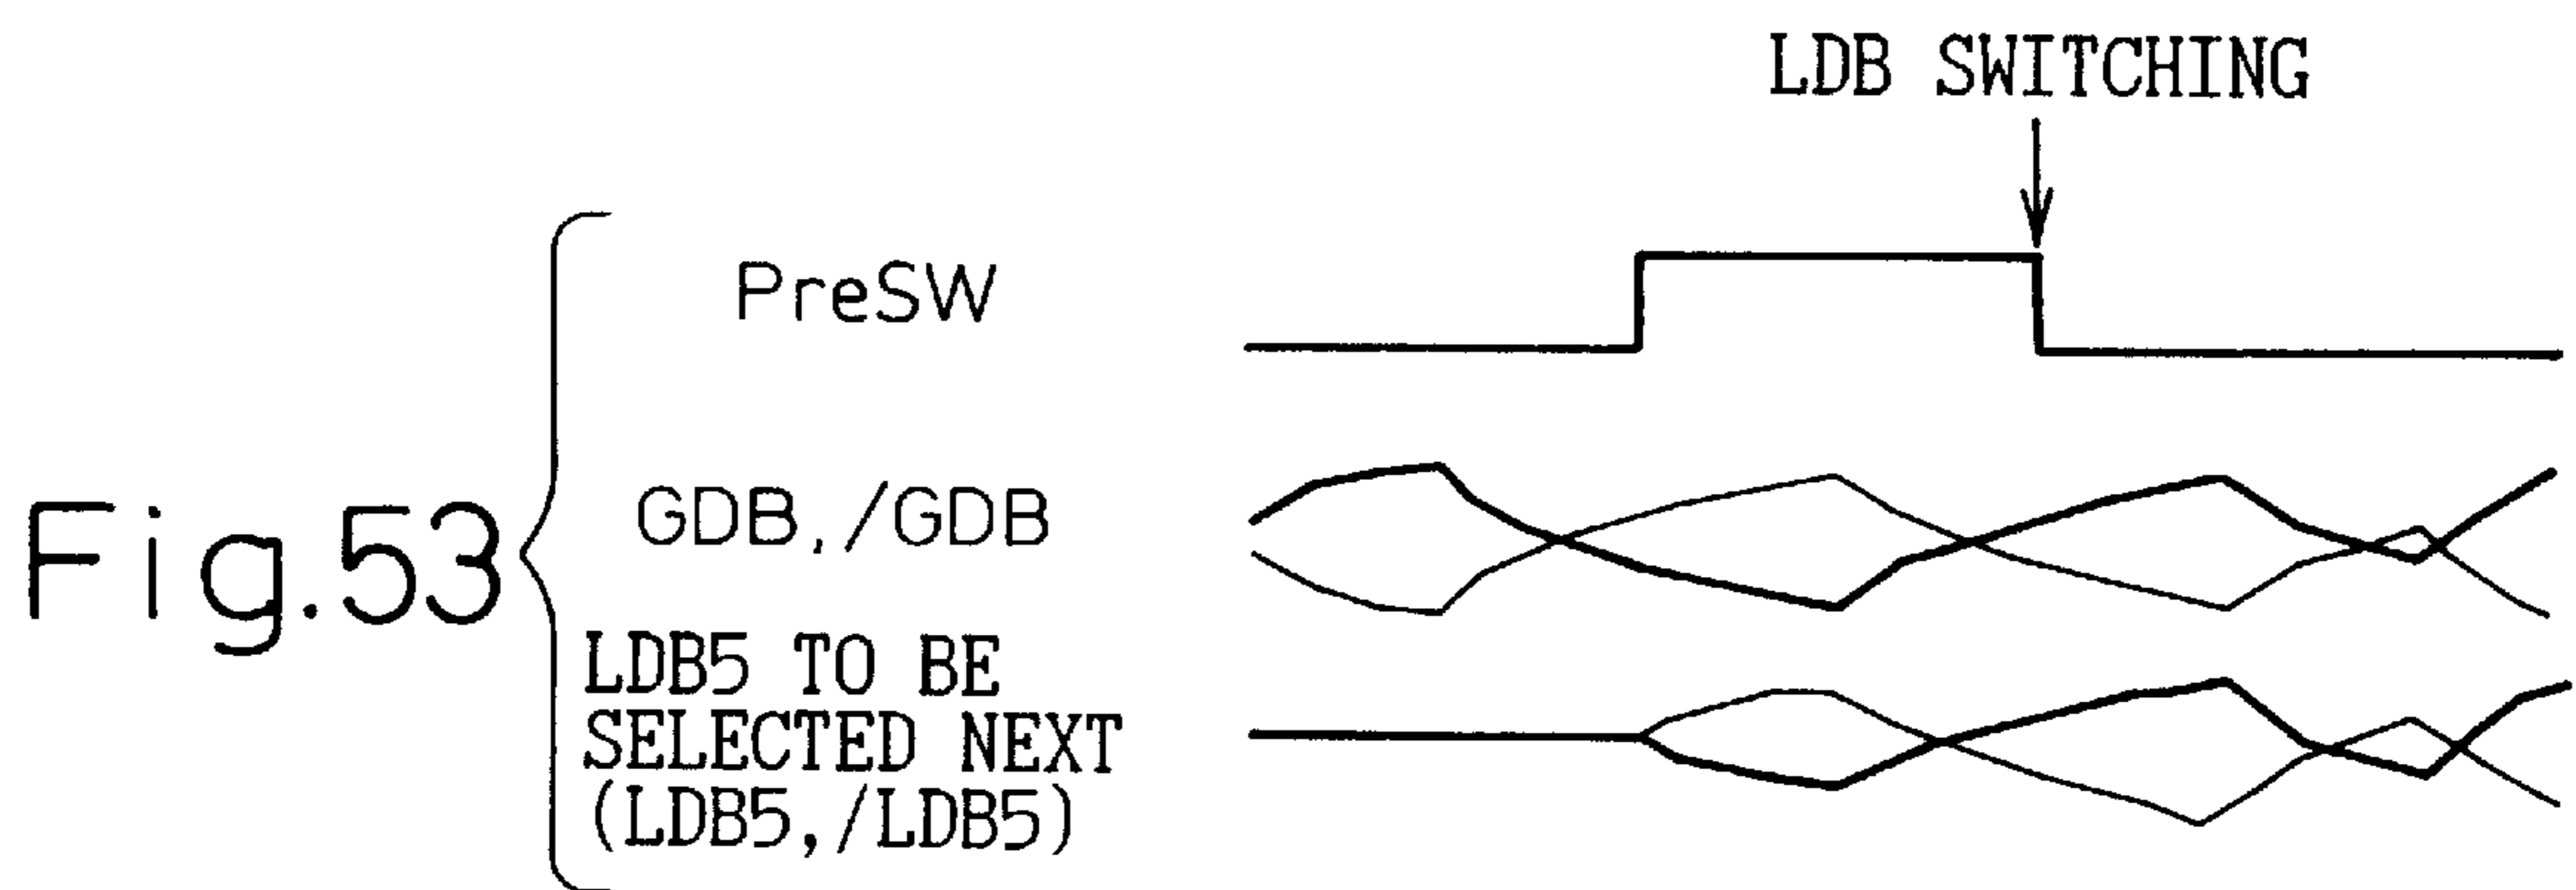 LDB SWITCHING
PreSW
Fig.53
GDB,/GDB
LDB5 TO BE
SELECTED NEXT
(LDB5,/LDB5)